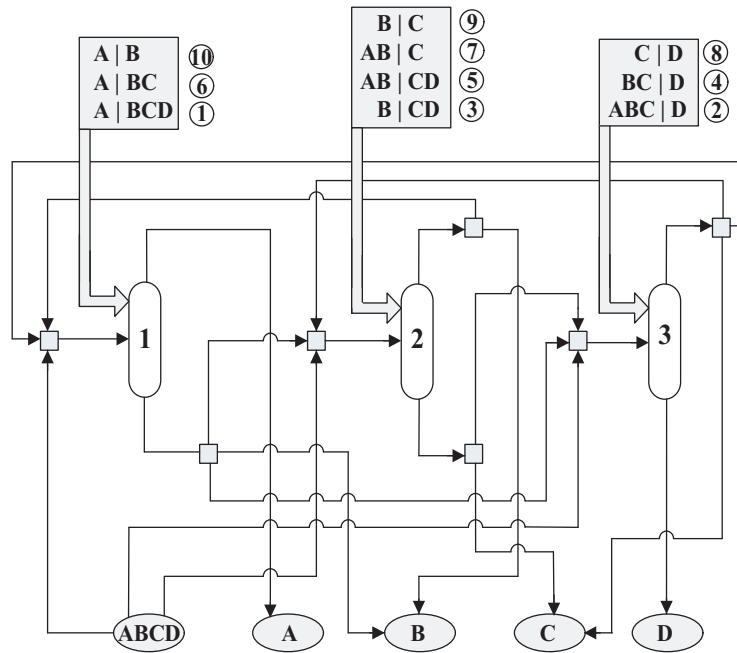 A | B ⑩
A | BC ⑥
A | BCD ①
B | C ⑨
AB | C ⑦
AB | CD ⑤
B | CD ③
C | D ⑧
BC | D ④
ABC | D ②
1
2
3
ABCD
A
B
C
D